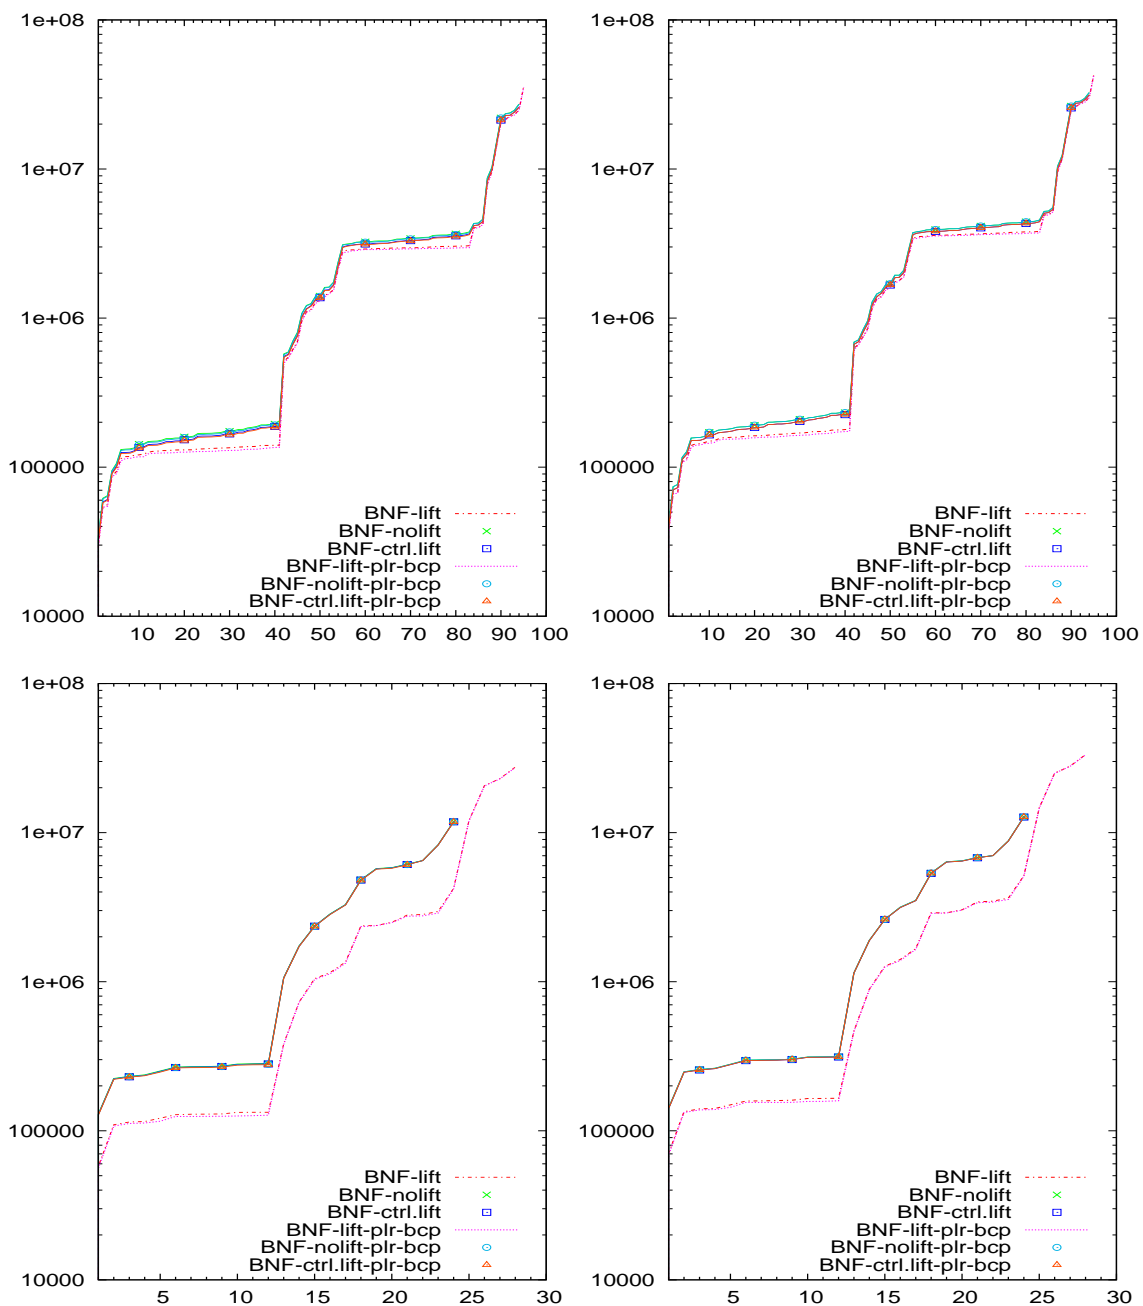 1e+08
1e+07
1e+06
100000
10000
10 20 30 40 50 60 70 80 90 100
BNF-lift
BNF-nolift
BNF-ctrl.lift
BNF-lift-plr-bcp
BNF-nolift-plr-bcp
BNF-ctrl.lift-plr-bcp
1e+08
1e+07
1e+06
100000
10000
10 20 30 40 50 60 70 80 90 100
BNF-lift
BNF-nolift
BNF-ctrl.lift
BNF-lift-plr-bcp
BNF-nolift-plr-bcp
BNF-ctrl.lift-plr-bcp
1e+08
1e+07
1e+06
100000
10000
5 10 15 20 25 30
BNF-lift
BNF-nolift
BNF-ctrl.lift
BNF-lift-plr-bcp
BNF-nolift-plr-bcp
BNF-ctrl.lift-plr-bcp
1e+08
1e+07
1e+06
100000
10000
5 10 15 20 25 30
BNF-lift
BNF-nolift
BNF-ctrl.lift
BNF-lift-plr-bcp
BNF-nolift-plr-bcp
BNF-ctrl.lift-plr-bcp